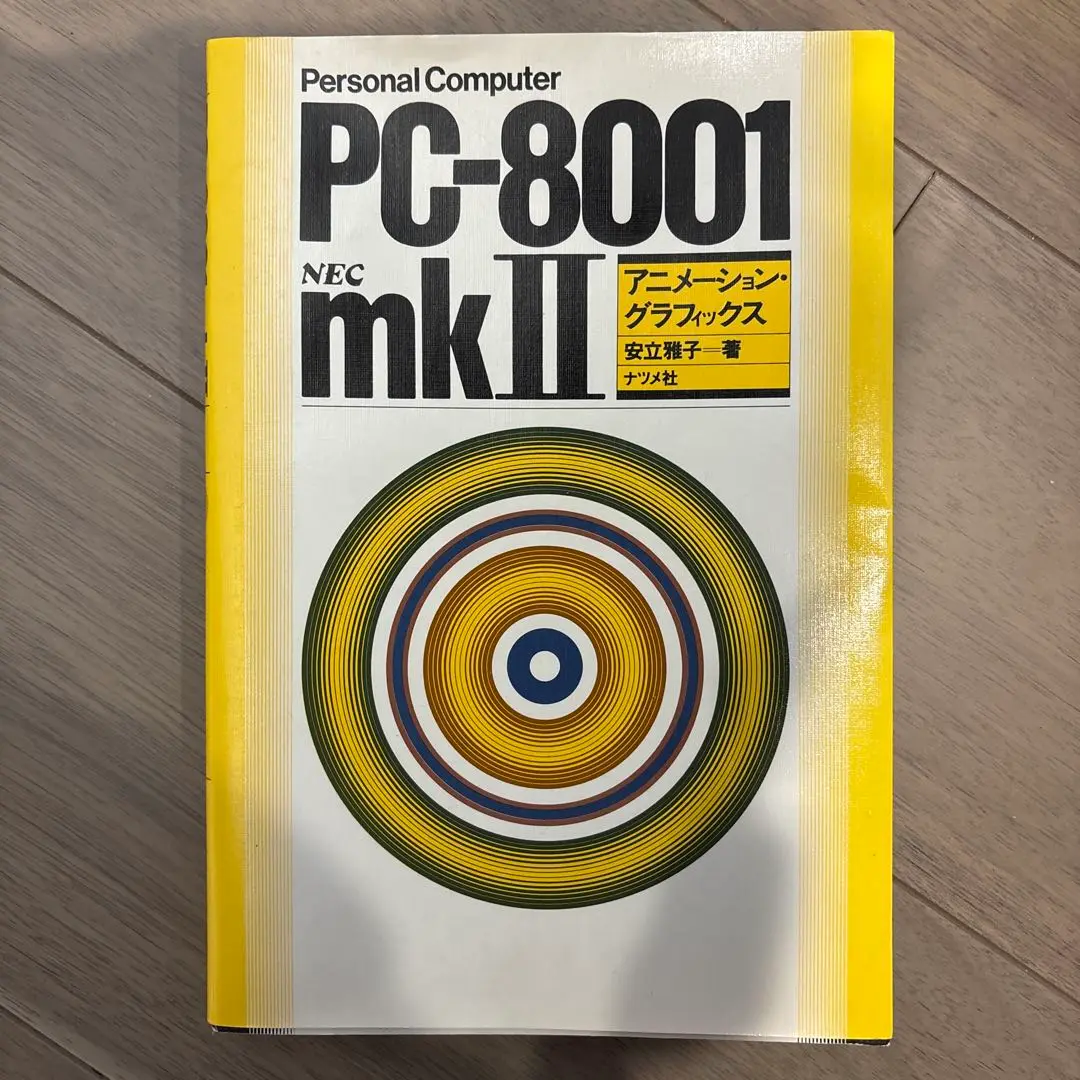 Personal Computer
PC-8001
NEC
mkII
アニメーション・
グラフィックス
安立雅子＝著
ナツメ社